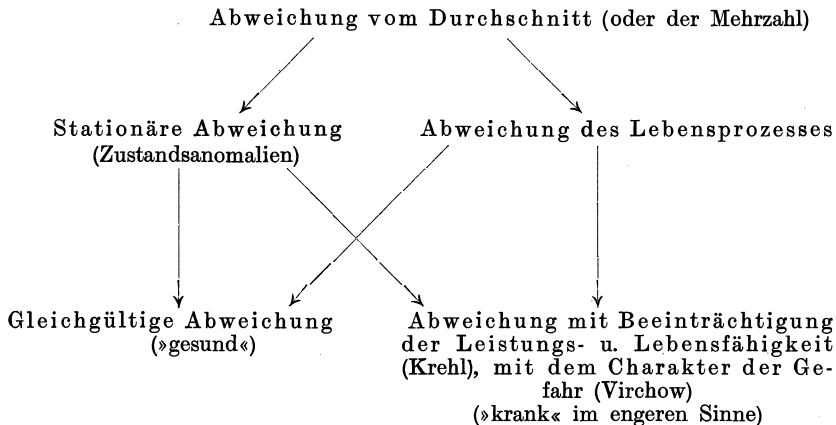 Abweichung vom Durchschnitt (oder der Mehrzahl)
Stationäre Abweichung
(Zustandsanomalien)
Abweichung des Lebensprozesses
Gleichgültige Abweichung
(»gesund«)
Abweichung mit Beeinträchtigung
der Leistungs- u. Lebensfähigkeit
(Krehl), mit dem Charakter der Ge-
fahr (Virchow)
(»krank« im engeren Sinne)